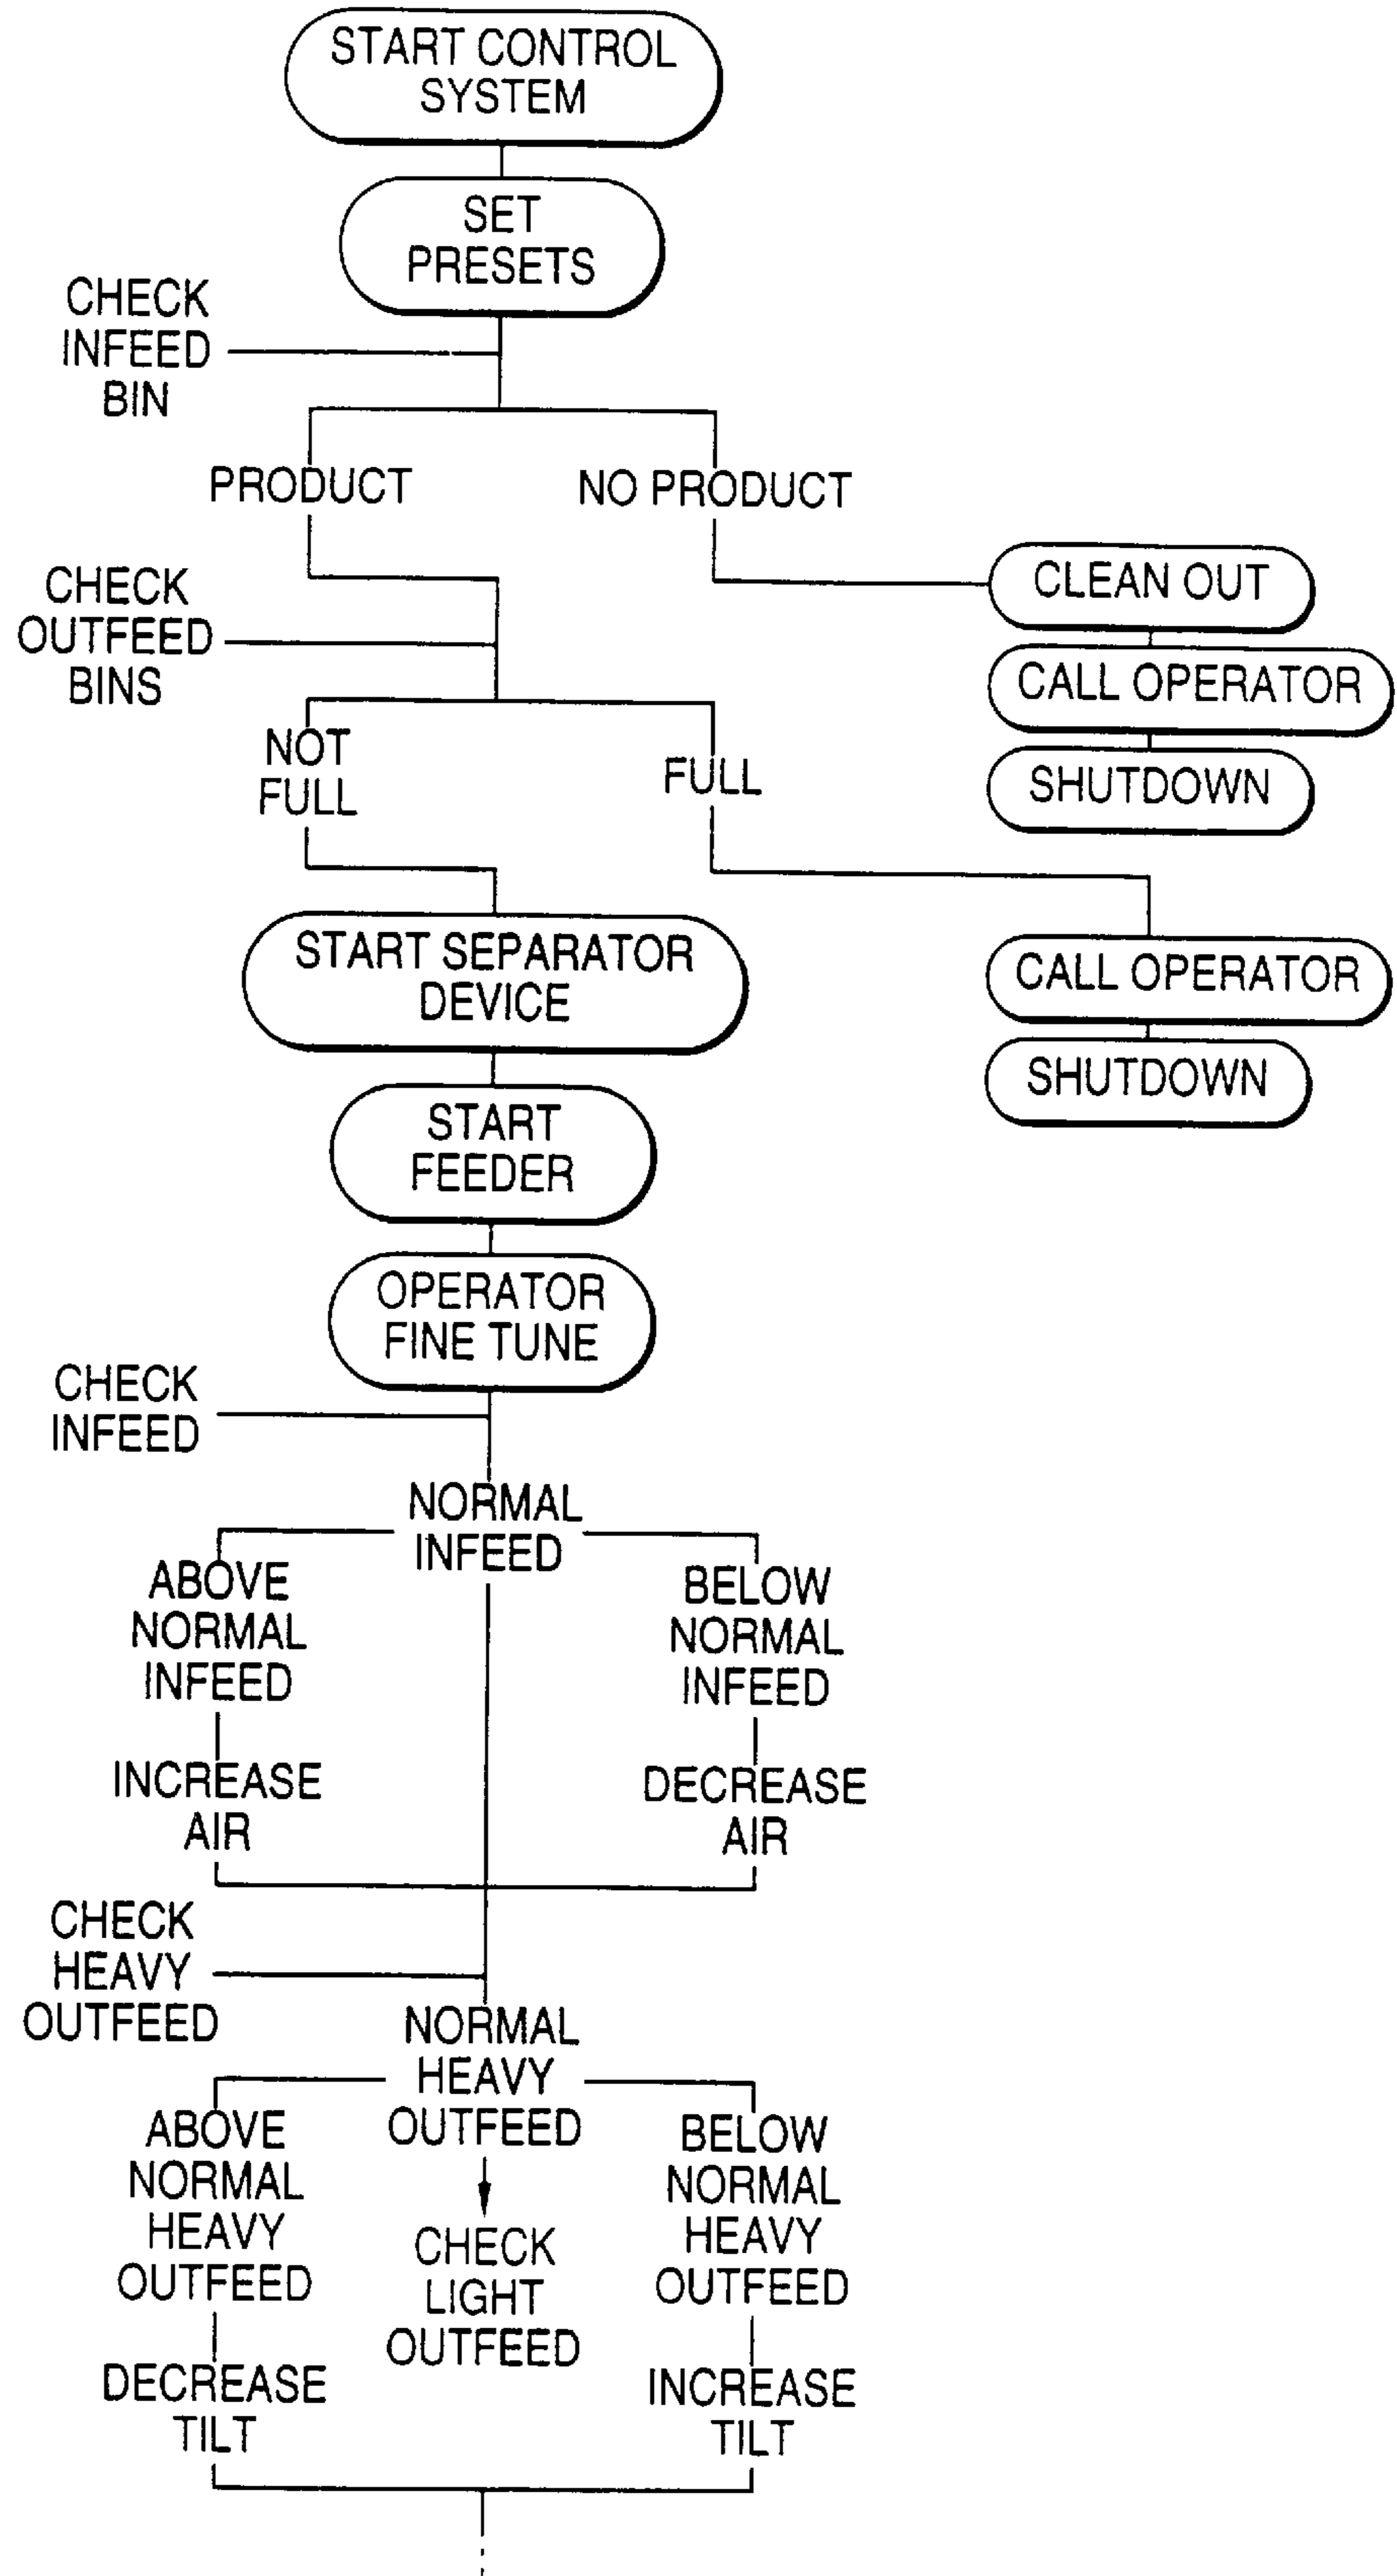 START CONTROL
SYSTEM
SET
PRESETS
CHECK
INFEED
BIN
PRODUCT
NO PRODUCT
CLEAN OUT
CALL OPERATOR
SHUTDOWN
CHECK
OUTFEED
BINS
NOT
FULL
FULL
CALL OPERATOR
SHUTDOWN
START SEPARATOR
DEVICE
START
FEEDER
OPERATOR
FINE TUNE
CHECK
INFEED
NORMAL
INFEED
ABOVE
NORMAL
INFEED
INCREASE
AIR
BELOW
NORMAL
INFEED
DECREASE
AIR
CHECK
HEAVY
OUTFEED
NORMAL
HEAVY
OUTFEED
ABOVE
NORMAL
HEAVY
OUTFEED
DECREASE
TILT
CHECK
LIGHT
OUTFEED
BELOW
NORMAL
HEAVY
OUTFEED
INCREASE
TILT